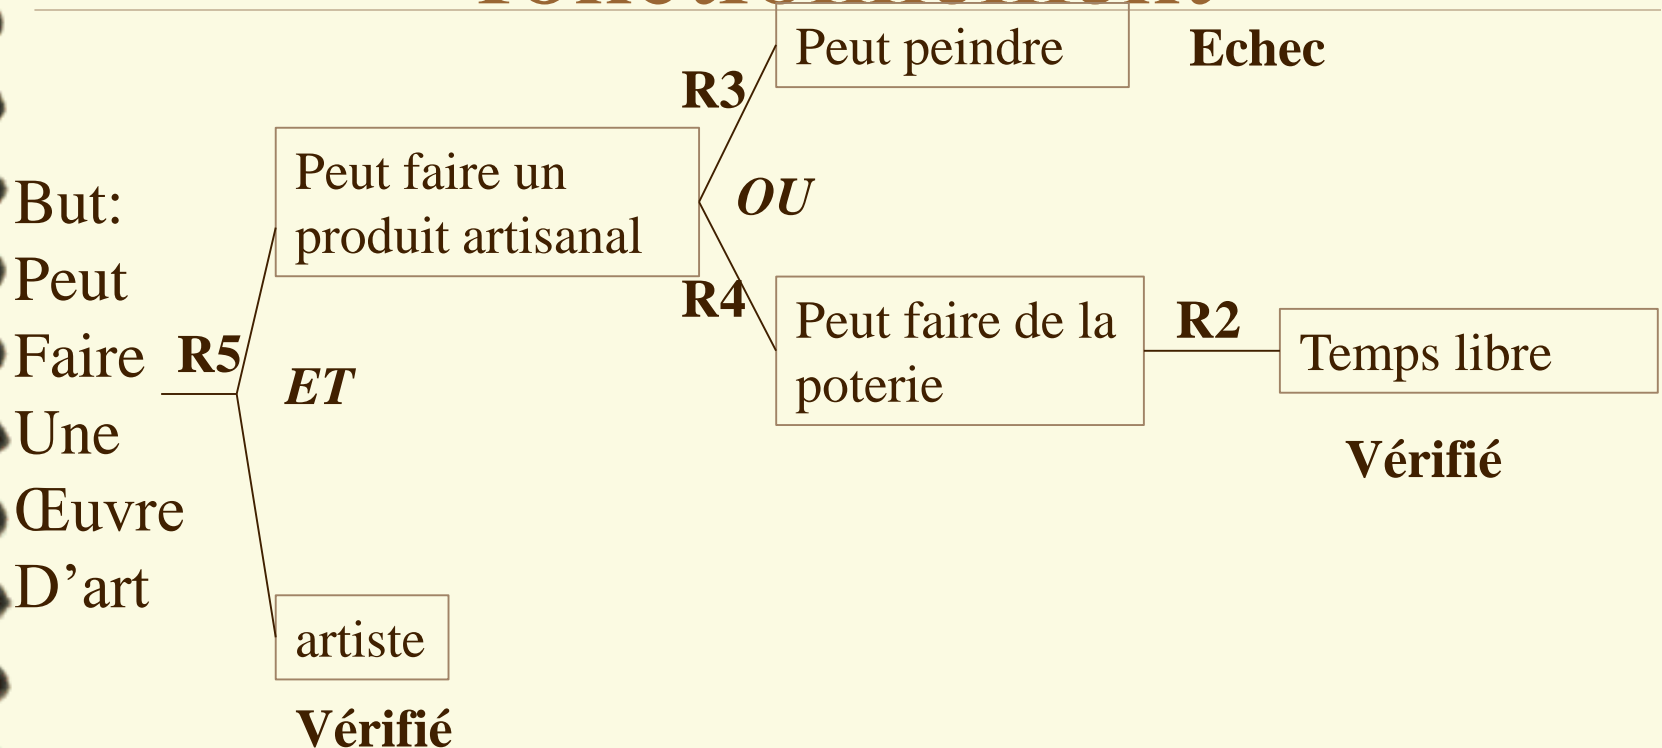 Peut peindre
Echec
R3
Peut faire un
produit artisanal
OU
But:
Peut
Faire
Une
Œuvre
D’art
R5
ET
R4
Peut faire de la
poterie
R2
Temps libre
Vérifié
artiste
Vérifié